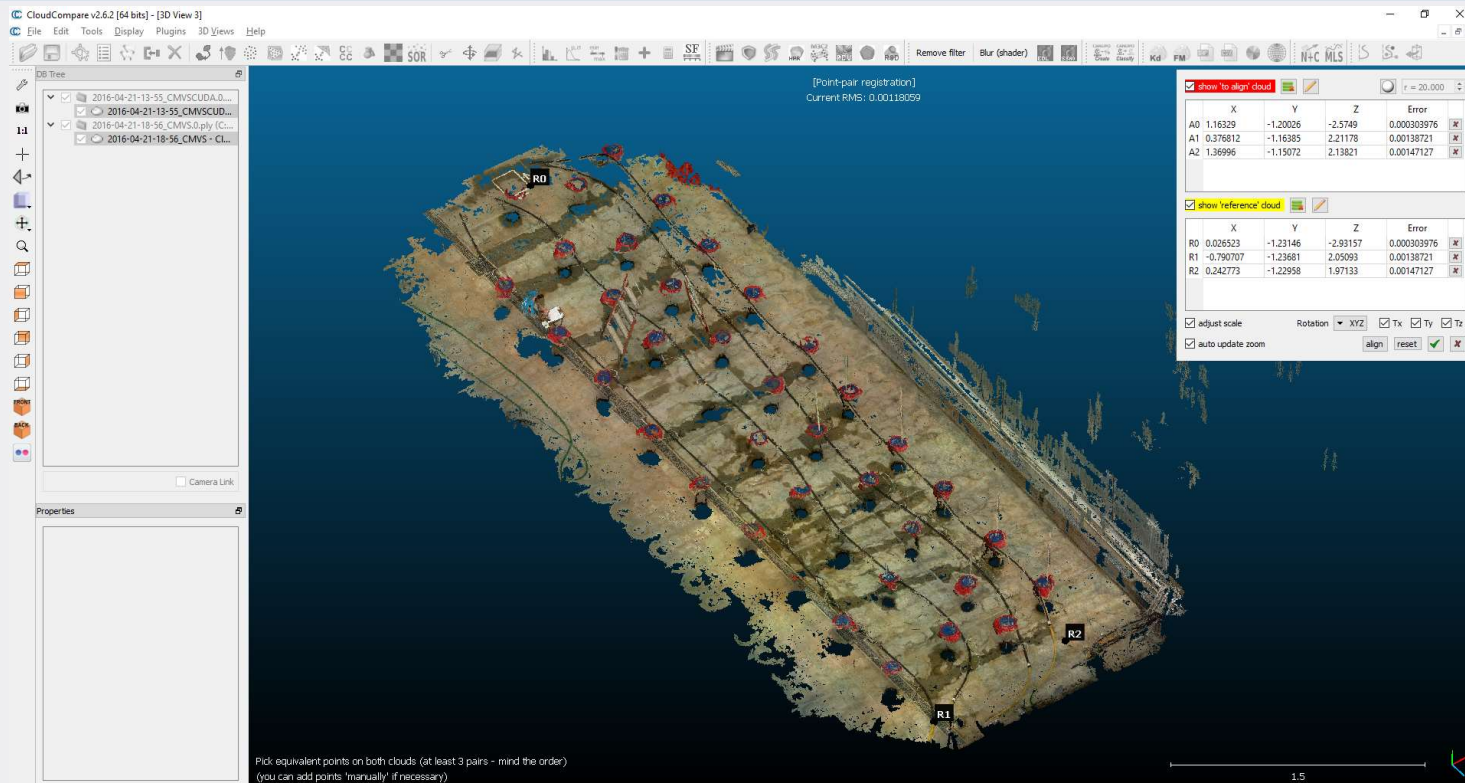 CloudCompare v2.6.2 [64 bits] - [3D View 3]
File Edit Tools Display Plugins 3D Views Help
SOR SF Remove filter Blur (shader) Kd FM N+C MLS
DB Tree
2016-04-21-13-55_CMVSCUDA.0....
2016-04-21-13-55_CMVSCUD...
2016-04-21-18-56_CMVS.0.ply (C:...
2016-04-21-18-56_CMVS - Cl...
1:1
FRONT
BACK
Camera Link
Properties
[Point-pair registration]
Current RMS: 0.00118059
R0
R2
R1
show 'to align' cloud r = 20.000
X Y Z Error
A0 1.16329 -1.20026 -2.5749 0.000303976
A1 0.376812 -1.16385 2.21178 0.00138721
A2 1.36996 -1.15072 2.13821 0.00147127
show 'reference' cloud
X Y Z Error
R0 0.026523 -1.23146 -2.93157 0.000303976
R1 -0.790707 -1.23681 2.05093 0.00138721
R2 0.242773 -1.22958 1.97133 0.00147127
adjust scale Rotation XYZ Tx Ty Tz
auto update zoom align reset
Pick equivalent points on both clouds (at least 3 pairs - mind the order)
(you can add points 'manually' if necessary)
1.5